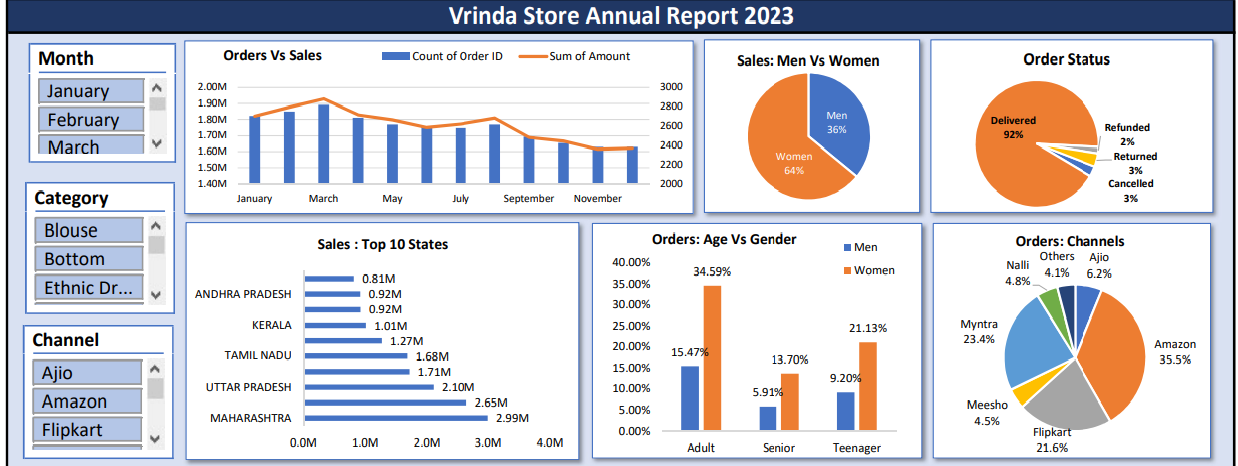 Vrinda Store Annual Report 2023
Month
January
February
March
Category
Blouse
Bottom
Ethnic Dr...
Channel
Ajio
Amazon
Flipkart
Orders Vs Sales
Count of Order ID
Sum of Amount
2.00M
1.90M
1.80M
1.70M
1.60M
1.50M
1.40M
3000
2800
2600
2400
2200
2000
January March May July September November
Sales: Men Vs Women
Men
36%
Women
64%
Order Status
Delivered
92%
Refunded
2%
Returned
3%
Cancelled
3%
Sales : Top 10 States
0.81M
ANDHRA PRADESH 0.92M
0.92M
KERALA 1.01M
1.27M
TAMIL NADU 1.68M
1.71M
UTTAR PRADESH 2.10M
2.65M
MAHARASHTRA 2.99M
0.0M 1.0M 2.0M 3.0M 4.0M
Orders: Age Vs Gender
Men
Women
40.00%
35.00%
30.00%
25.00%
20.00%
15.00%
10.00%
5.00%
0.00%
15.47%
34.59%
5.91%
13.70%
9.20%
21.13%
Adult Senior Teenager
Orders: Channels
Others
4.1%
Ajio
6.2%
Nalli
4.8%
Myntra
23.4%
Amazon
35.5%
Meesho
4.5%
Flipkart
21.6%